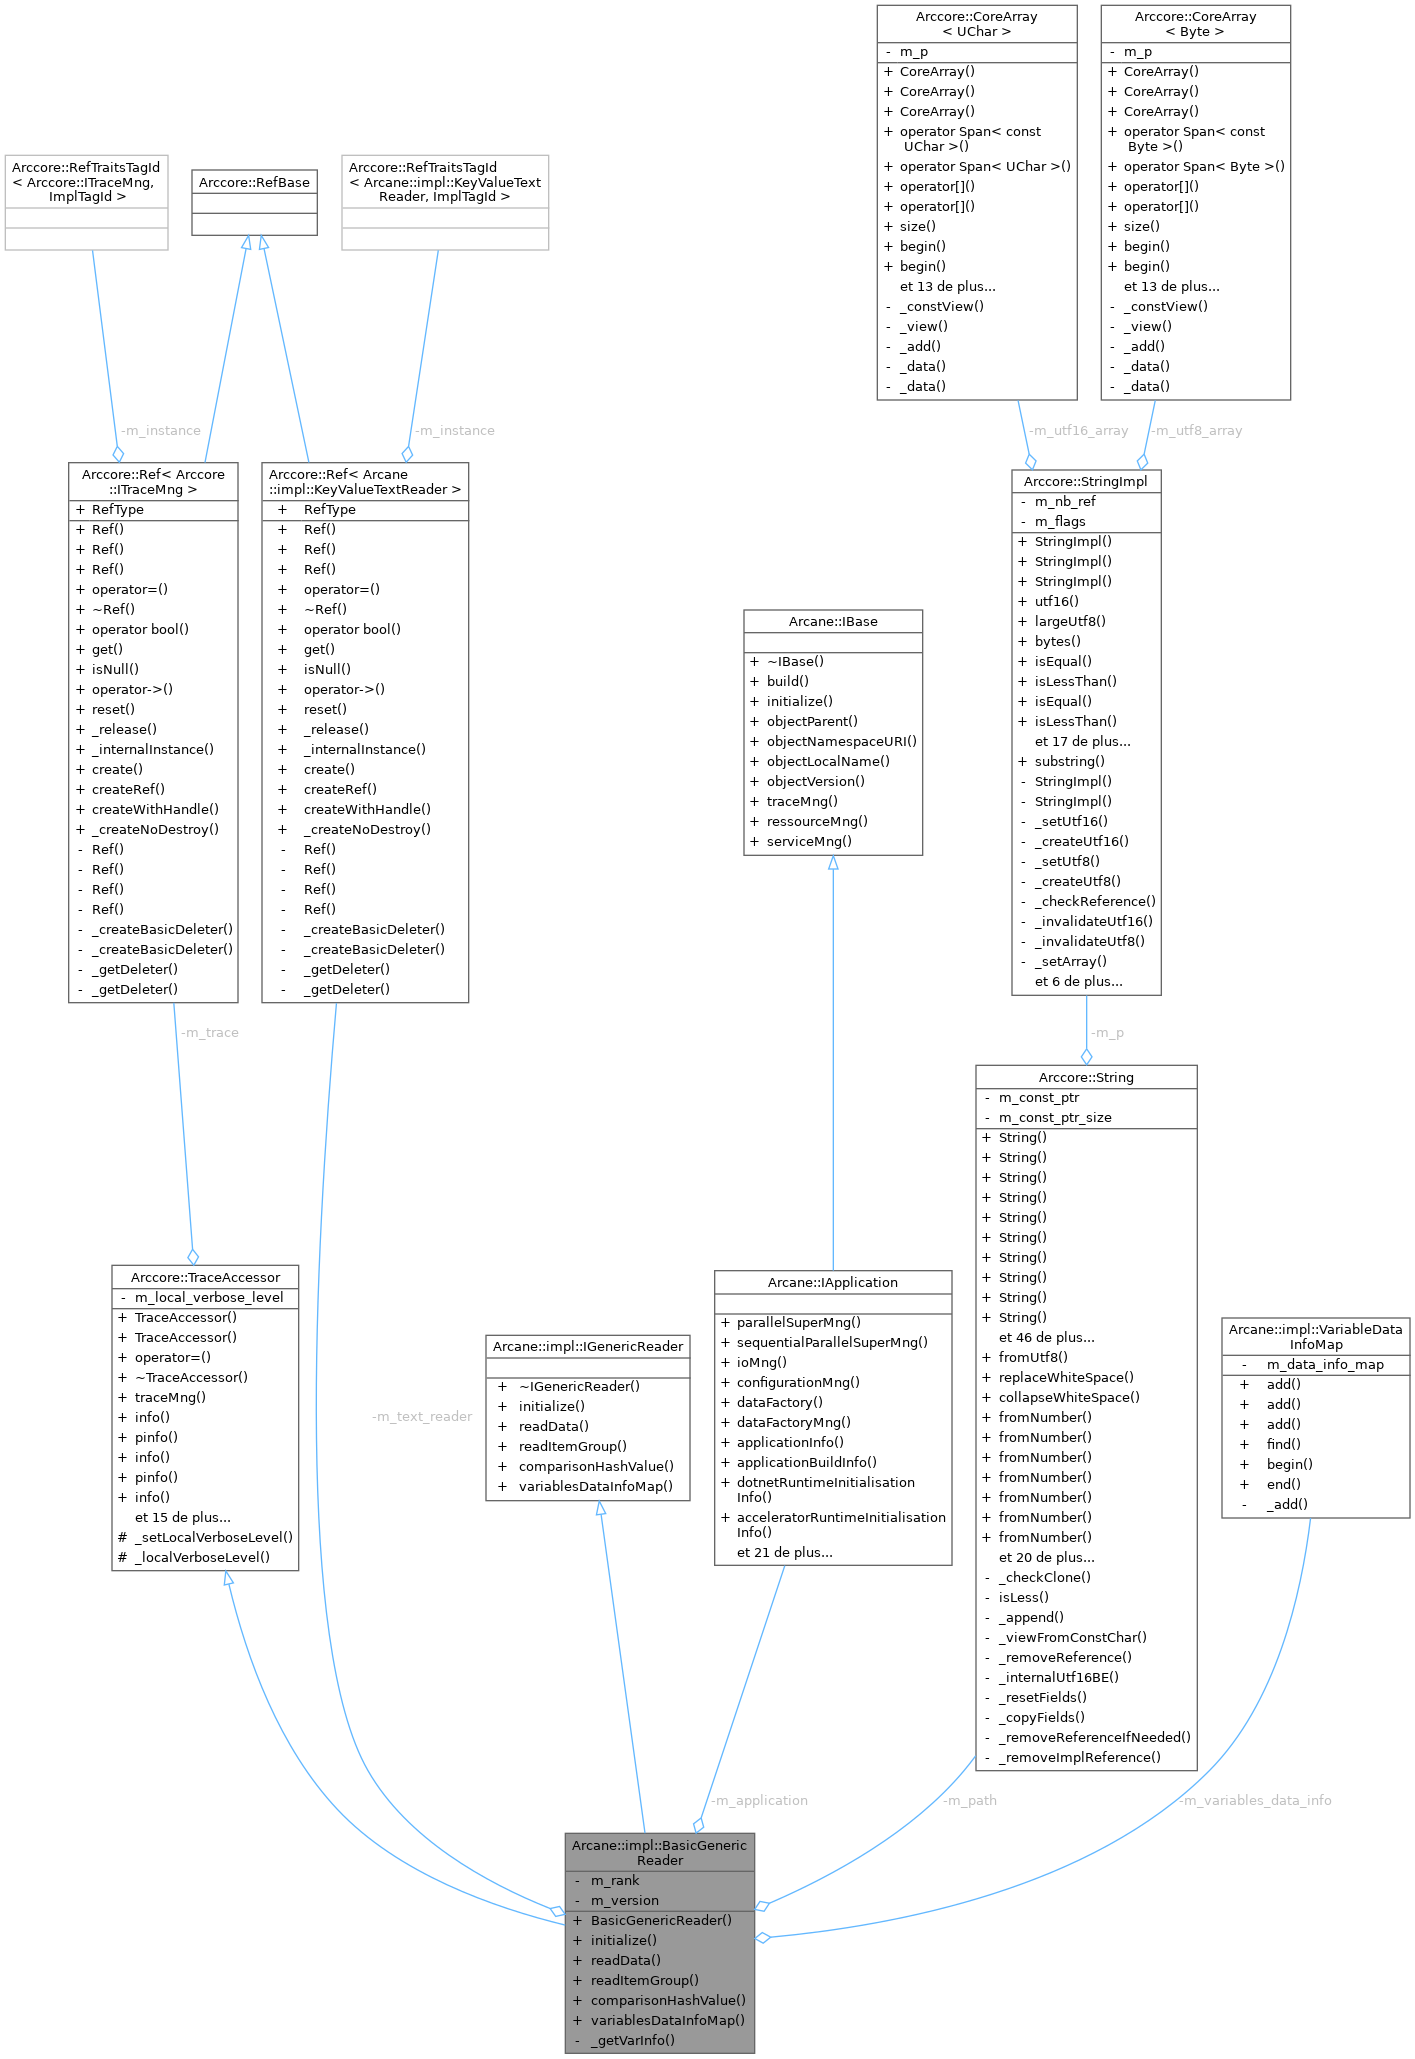 Arccore::CoreArray
< UChar >
- m_p
+ CoreArray()
+ CoreArray()
+ CoreArray()
+ operator Span< const
UChar >()
+ operator Span< UChar >()
+ operator[]()
+ operator[]()
+ size()
+ begin()
+ begin()
et 13 de plus...
- _constView()
- _view()
- _add()
- _data()
- _data()
Arccore::CoreArray
< Byte >
- m_p
+ CoreArray()
+ CoreArray()
+ CoreArray()
+ operator Span< const
Byte >()
+ operator Span< Byte >()
+ operator[]()
+ operator[]()
+ size()
+ begin()
+ begin()
et 13 de plus...
- _constView()
- _view()
- _add()
- _data()
- _data()
Arccore::RefTraitsTagId
< Arccore::ITraceMng,
ImplTagId >
Arccore::RefBase
Arccore::RefTraitsTagId
< Arcane::impl::KeyValueText
Reader, ImplTagId >
-m_instance
-m_instance
-m_utf16_array
-m_utf8_array
Arccore::Ref< Arccore
::ITraceMng >
+ RefType
+ Ref()
+ Ref()
+ Ref()
+ operator=()
+ ~Ref()
+ operator bool()
+ get()
+ isNull()
+ operator->()
+ reset()
+ _release()
+ _internalInstance()
+ create()
+ createRef()
+ createWithHandle()
+ _createNoDestroy()
- Ref()
- Ref()
- Ref()
- Ref()
- _createBasicDeleter()
- _createBasicDeleter()
- _getDeleter()
- _getDeleter()
Arccore::Ref< Arcane
::impl::KeyValueTextReader >
+ RefType
+ Ref()
+ Ref()
+ Ref()
+ operator=()
+ ~Ref()
+ operator bool()
+ get()
+ isNull()
+ operator->()
+ reset()
+ _release()
+ _internalInstance()
+ create()
+ createRef()
+ createWithHandle()
+ _createNoDestroy()
- Ref()
- Ref()
- Ref()
- Ref()
- _createBasicDeleter()
- _createBasicDeleter()
- _getDeleter()
- _getDeleter()
Arccore::StringImpl
- m_nb_ref
- m_flags
+ StringImpl()
+ StringImpl()
+ StringImpl()
+ utf16()
+ largeUtf8()
+ bytes()
+ isEqual()
+ isLessThan()
+ isEqual()
+ isLessThan()
et 17 de plus...
+ substring()
- StringImpl()
- StringImpl()
- _setUtf16()
- _createUtf16()
- _setUtf8()
- _createUtf8()
- _checkReference()
- _invalidateUtf16()
- _invalidateUtf8()
- _setArray()
et 6 de plus...
Arcane::IBase
+ ~IBase()
+ build()
+ initialize()
+ objectParent()
+ objectNamespaceURI()
+ objectLocalName()
+ objectVersion()
+ traceMng()
+ ressourceMng()
+ serviceMng()
-m_trace
-m_p
Arccore::String
- m_const_ptr
- m_const_ptr_size
+ String()
+ String()
+ String()
+ String()
+ String()
+ String()
+ String()
+ String()
+ String()
+ String()
et 46 de plus...
+ fromUtf8()
+ replaceWhiteSpace()
+ collapseWhiteSpace()
+ fromNumber()
+ fromNumber()
+ fromNumber()
+ fromNumber()
+ fromNumber()
+ fromNumber()
+ fromNumber()
et 20 de plus...
- _checkClone()
- isLess()
- _append()
- _viewFromConstChar()
- _removeReference()
- _internalUtf16BE()
- _resetFields()
- _copyFields()
- _removeReferenceIfNeeded()
- _removeImplReference()
Arccore::TraceAccessor
- m_local_verbose_level
+ TraceAccessor()
+ TraceAccessor()
+ operator=()
+ ~TraceAccessor()
+ traceMng()
+ info()
+ pinfo()
+ info()
+ pinfo()
+ info()
et 15 de plus...
# _setLocalVerboseLevel()
# _localVerboseLevel()
-m_text_reader
Arcane::impl::IGenericReader
+ ~IGenericReader()
+ initialize()
+ readData()
+ readItemGroup()
+ comparisonHashValue()
+ variablesDataInfoMap()
Arcane::IApplication
+ parallelSuperMng()
+ sequentialParallelSuperMng()
+ ioMng()
+ configurationMng()
+ dataFactory()
+ dataFactoryMng()
+ applicationInfo()
+ applicationBuildInfo()
+ dotnetRuntimeInitialisation
Info()
+ acceleratorRuntimeInitialisation
Info()
et 21 de plus...
Arcane::impl::VariableData
InfoMap
- m_data_info_map
+ add()
+ add()
+ add()
+ find()
+ begin()
+ end()
- _add()
-m_application
-m_path
-m_variables_data_info
Arcane::impl::BasicGeneric
Reader
- m_rank
- m_version
+ BasicGenericReader()
+ initialize()
+ readData()
+ readItemGroup()
+ comparisonHashValue()
+ variablesDataInfoMap()
- _getVarInfo()